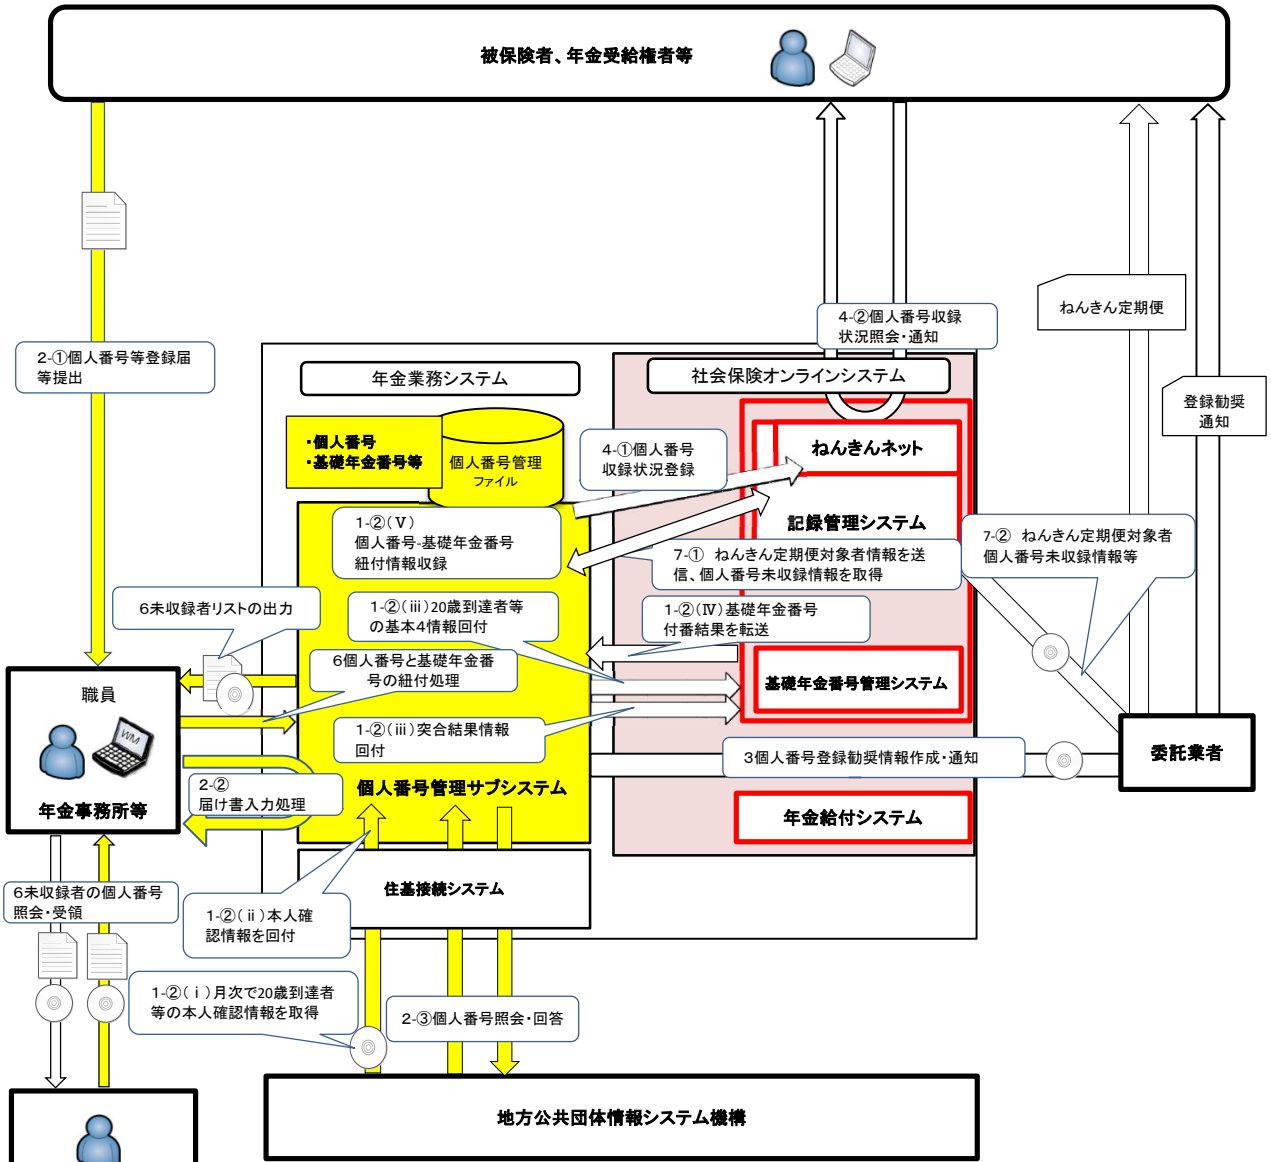 被保険者、年金受給権者等
ねんきん定期便
4-②個人番号収録
状況照会・通知
2-①個人番号等登録届
等提出
年金業務システム
社会保険オンラインシステム
登録勧奨
通知
・個人番号
・基礎年金番号等
個人番号管理
ファイル
4-①個人番号
収録状況登録
ねんきんネット
1-②(Ⅴ)
個人番号-基礎年金番号
紐付情報収録
記録管理システム
7-② ねんきん定期便対象者
個人番号未収録情報等
7-① ねんきん定期便対象者情報を送
信、個人番号未収録情報を取得
6未収録者リストの出力
1-②(ⅲ)20歳到達者等
の基本4情報回付
1-②(Ⅳ)基礎年金番号
付番結果を転送
6個人番号と基礎年金番
号の紐付処理
職員
WM
年金事務所等
基礎年金番号管理システム
1-②(ⅲ)突合結果情報
回付
3個人番号登録勧奨情報作成・通知
委託業者
2-②
届け書入力処理
個人番号管理サブシステム
年金給付システム
6未収録者の個人番号
照会・受領
住基接続システム
1-②(ⅱ)本人確
認情報を回付
1-②(ⅰ)月次で20歳到達者
等の本人確認情報を取得
2-③個人番号照会・回答
地方公共団体情報システム機構